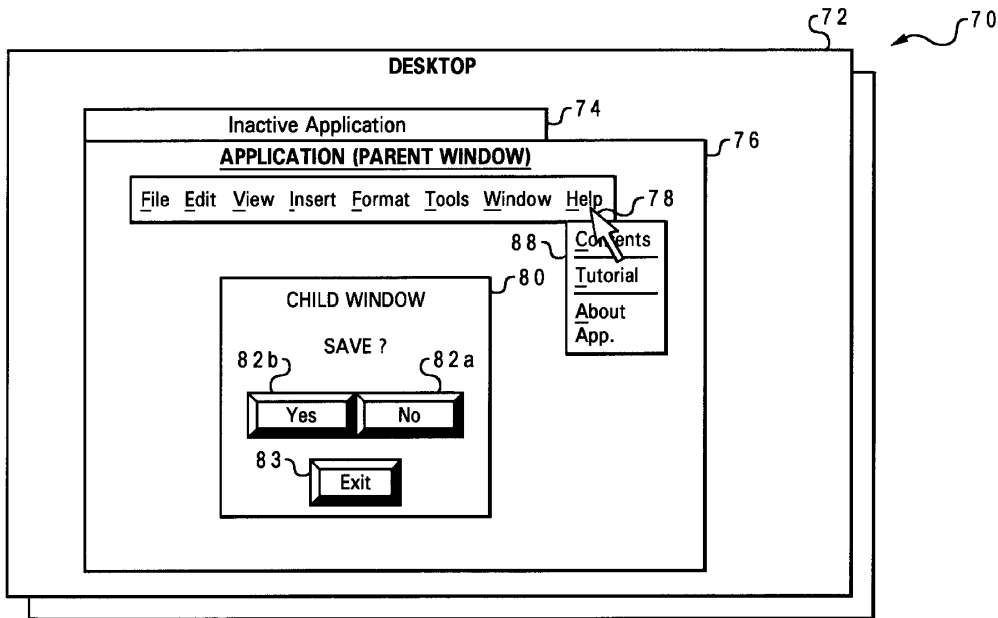 72
70
DESKTOP
74
Inactive Application
76
APPLICATION (PARENT WINDOW)
File Edit View Insert Format Tools Window Help
78
88
Contents
Tutorial
About
App.
80
CHILD WINDOW
SAVE ?
82b
82a
Yes No
83
Exit